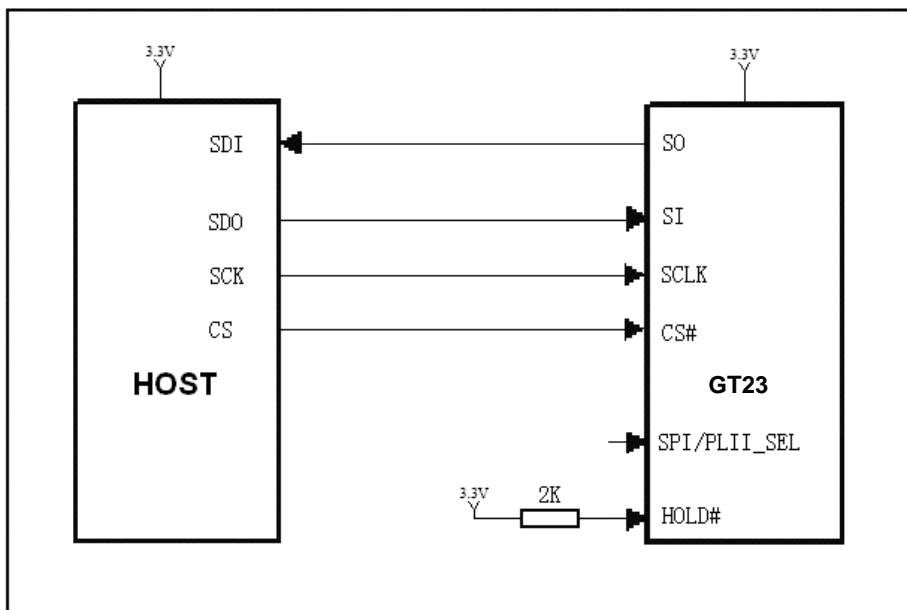 3.3V
3.3V
SDI
SO
SDO
SI
SCK
SCLK
CS
CS#
HOST
GT23
SPI/PLII_SEL
3.3V
2K
HOLD#